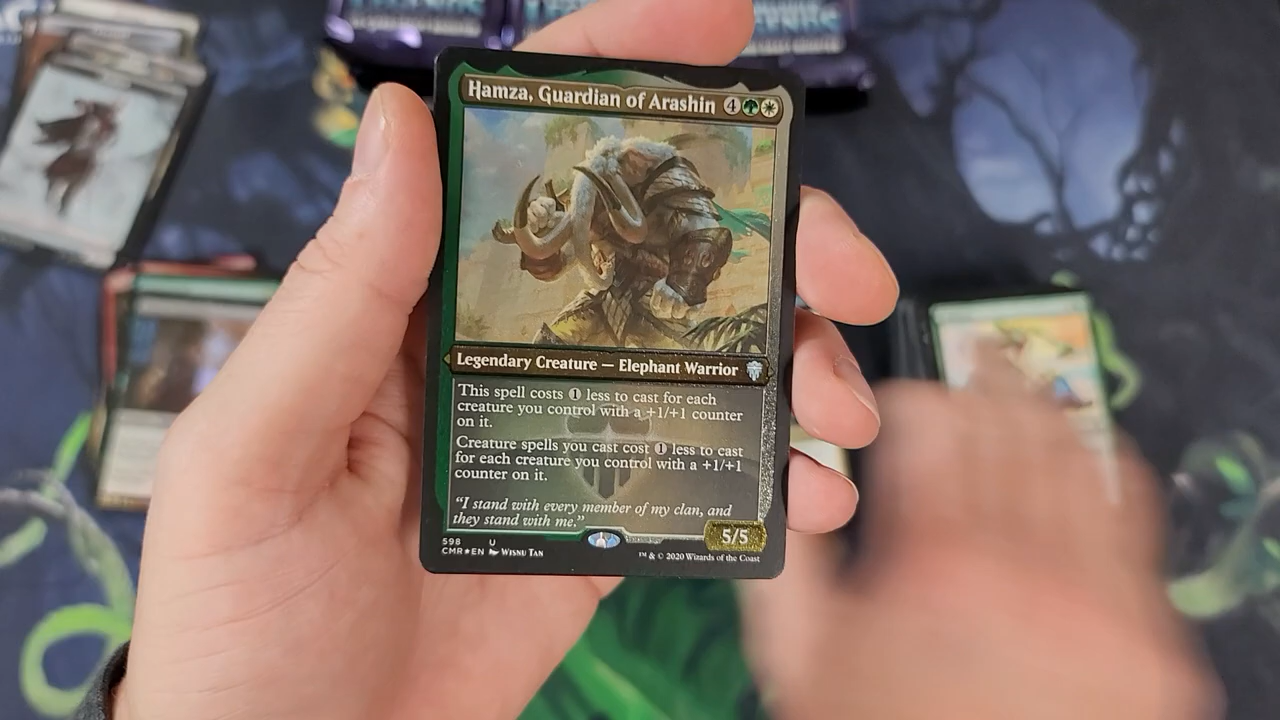 LEGENDS
Hamza, Guardian of Arashin 4
Legendary Creature — Elephant Warrior
This spell costs 1 less to cast for each
creature you control with a +1/+1 counter
on it.
Creature spells you cast cost 1 less to cast
for each creature you control with a +1/+1
counter on it.
“I stand with every member of my clan, and
they stand with me.”
5/5
598 U
CMR★EN Wisnu Tan
™ & © 2020 Wizards of the Coast